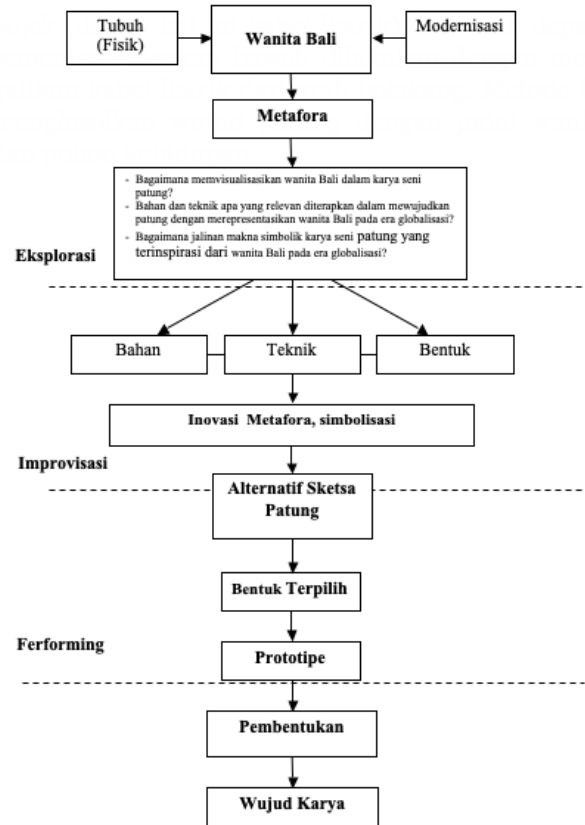 Tubuh
(Fisik)
Wanita Bali
Modernisasi
Metafora
- Bagaimana memvisualisasikan wanita Bali dalam karya seni
patung?
- Bahan dan teknik apa yang relevan diterapkan dalam mewujudkan
patung dengan merepresentasikan wanita Bali pada era globalisasi?
- Bagaimana jalinan makna simbolik karya seni patung yang
terinspirasi dari wanita Bali pada era globalisasi?
Eksplorasi
Bahan
Teknik
Bentuk
Inovasi Metafora, simbolisasi
Improvisasi
Alternatif Sketsa
Patung
Bentuk Terpilih
Ferforming
Prototipe
Pembentukan
Wujud Karya